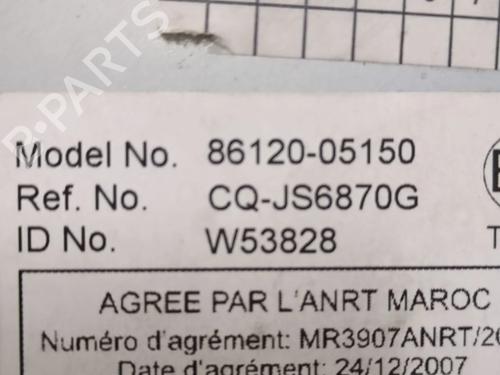 B-PARTS
Model No. 86120-05150
Ref. No. CQ-JS6870G
ID No. W53828
AGREE PAR L'ANRT MAROC
Numéro d'agrément: MR3907ANRT/20
Date d'agrément: 24/12/2007